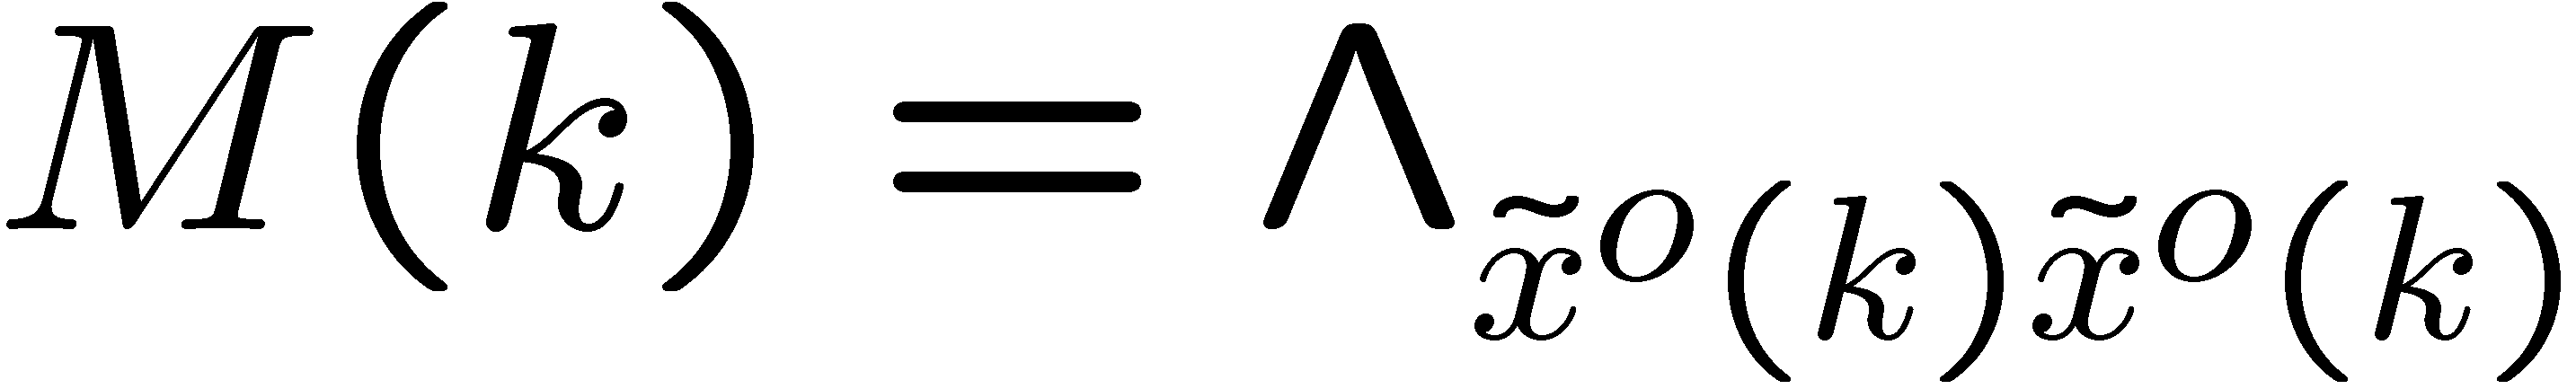 M(k) = Λ_{x̃^O(k)x̃^O(k)}